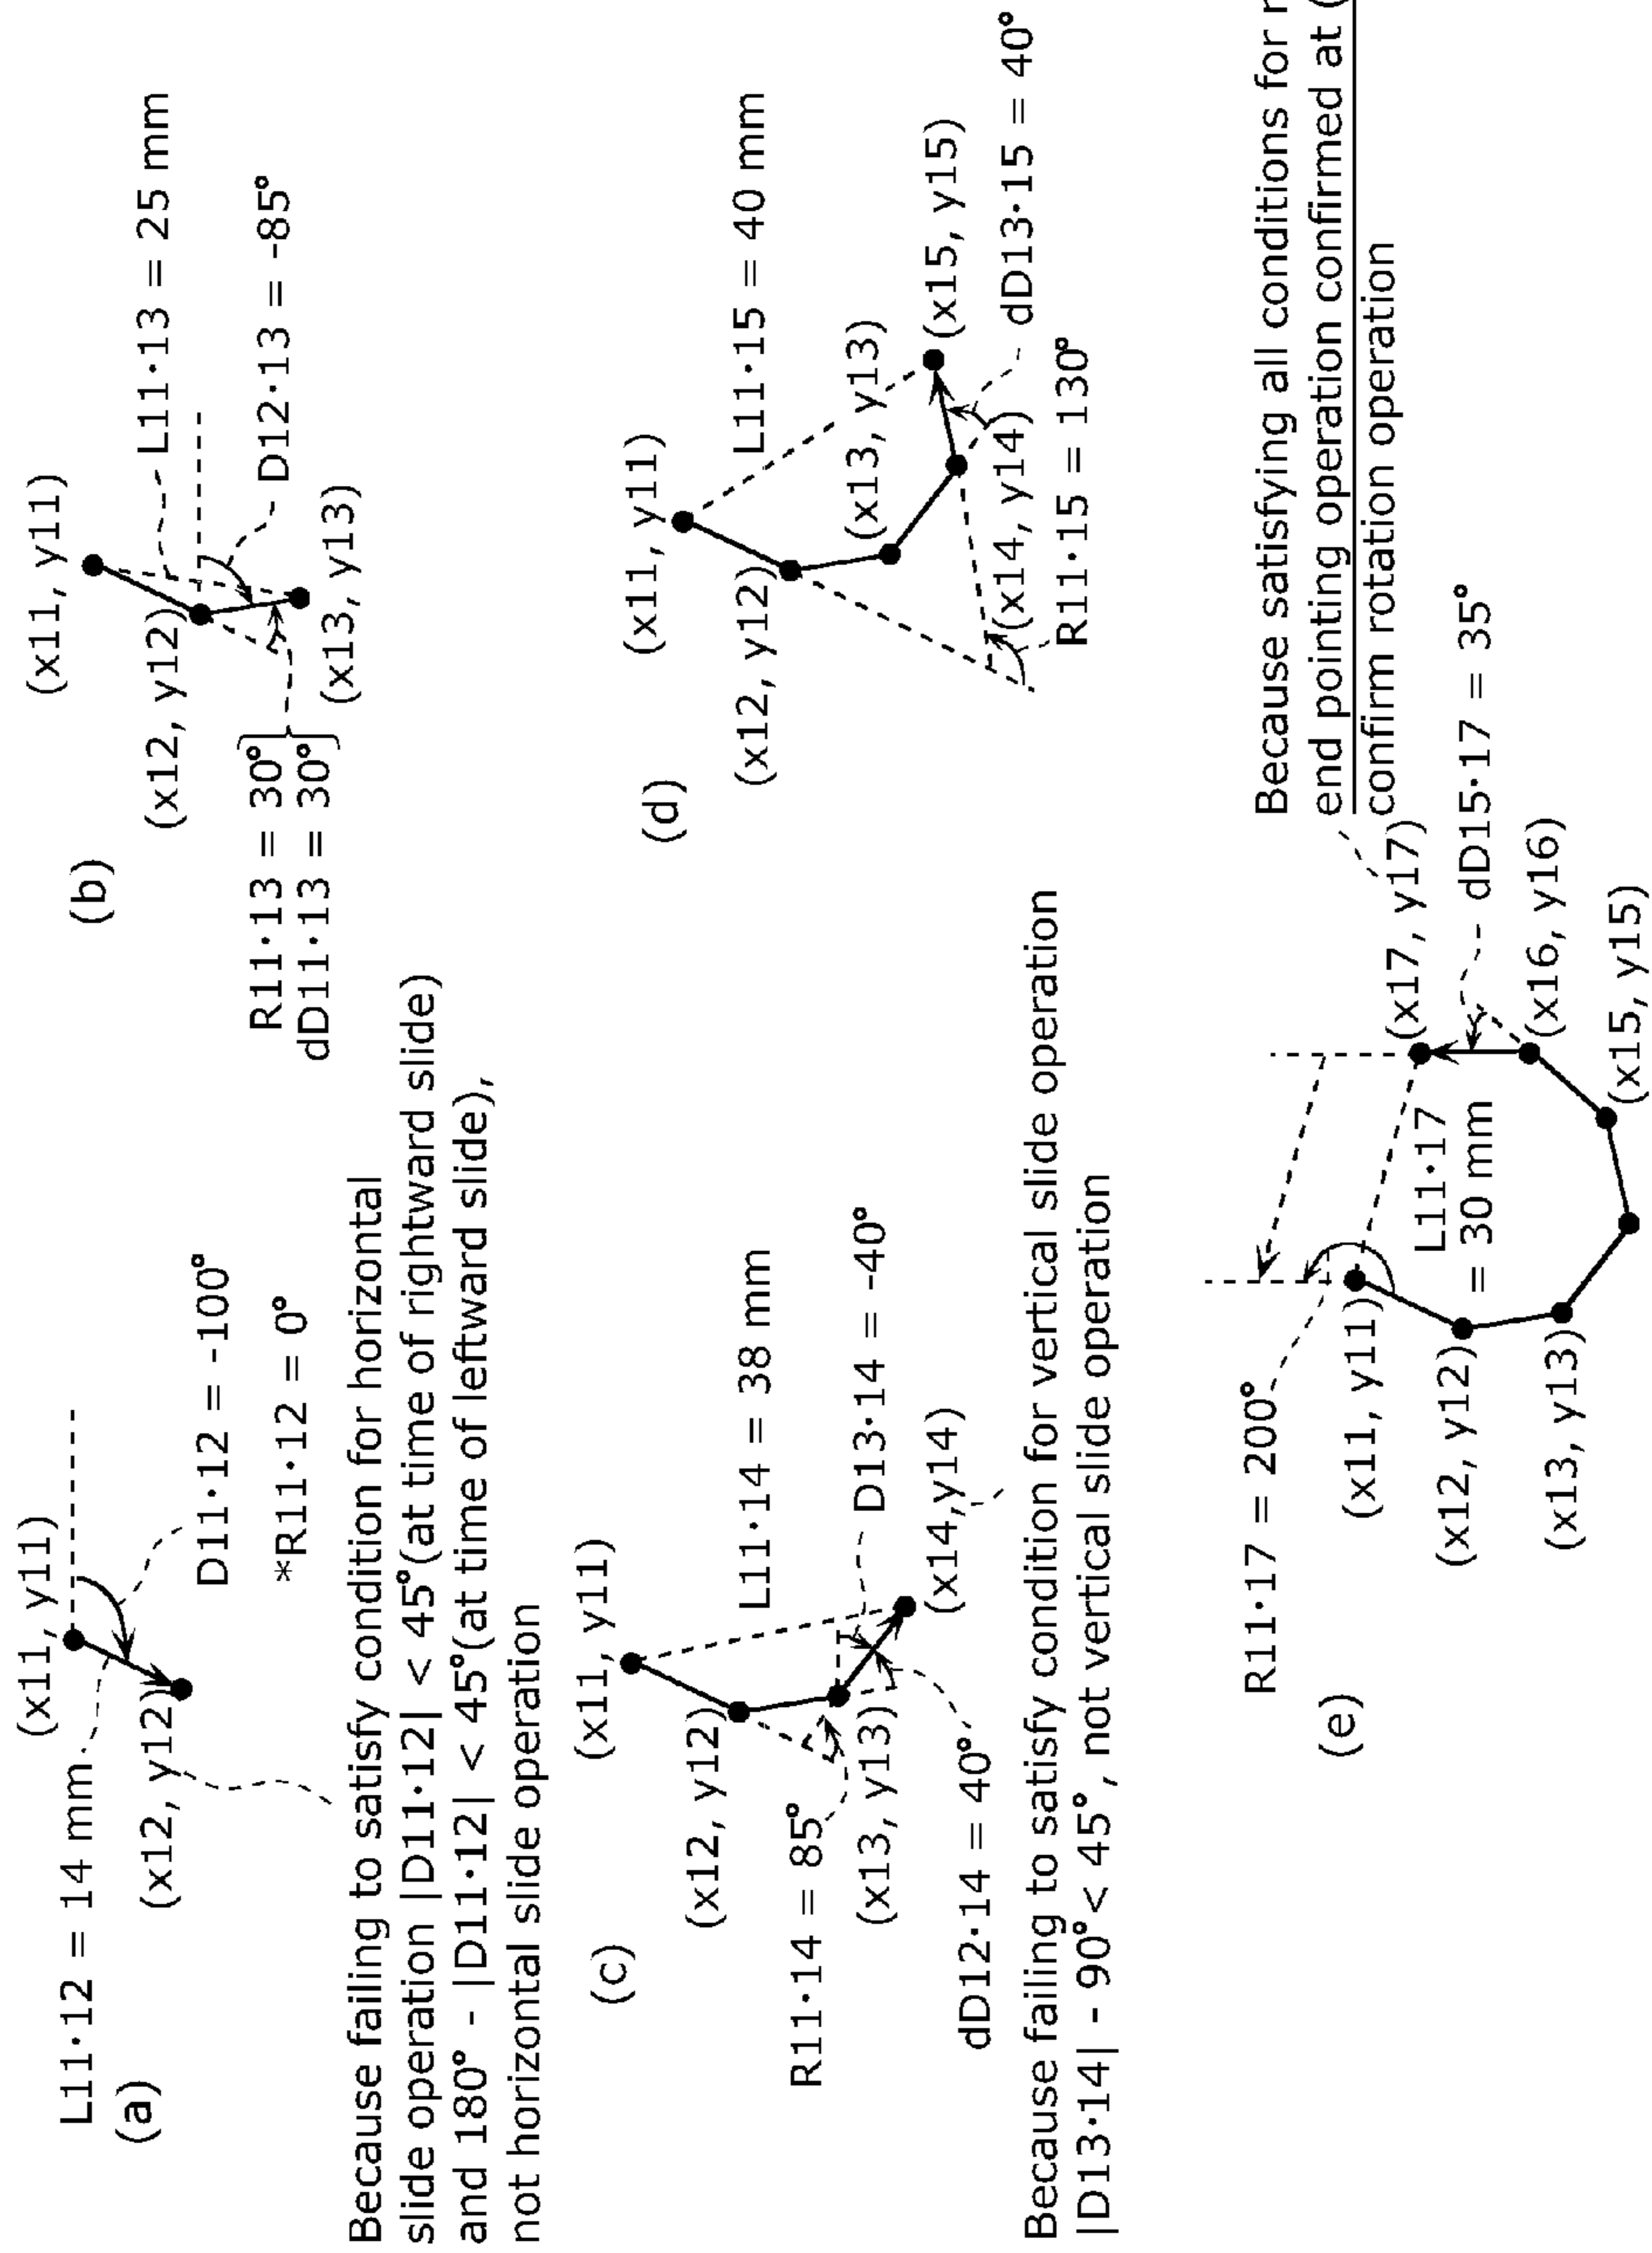 (a)
L11·12 = 14 mm
(x11, y11)
(x12, y12)
D11·12 = -100°
*R11·12 = 0°
Because failing to satisfy condition for horizontal
slide operation |D11·12| < 45°(at time of rightward slide)
and 180° - |D11·12| < 45°(at time of leftward slide),
not horizontal slide operation
(b)
(x11, y11)
(x12, y12)
L11·13 = 25 mm
D12·13 = -85°
(x13, y13)
R11·13 = 30°
dD11·13 = 30°
(c)
(x11, y11)
(x12, y12)
L11·14 = 38 mm
R11·14 = 85°
(x13, y13)
D13·14 = -40°
(x14,y14)
dD12·14 = 40°
Because failing to satisfy condition for vertical slide operation
|D13·14| - 90°< 45°, not vertical slide operation
(d)
(x11, y11)
(x12, y12)
L11·15 = 40 mm
(x13, y13)
(x15, y15)
(x14, y14)
dD13·15 = 40°
R11·15 = 130°
(e)
R11·17 = 200°
(x11, y11)
(x12, y12)
(x13, y13)
L11·17
= 30 mm
(x17, y17)
dD15·17 = 35°
(x16, y16)
(x15, y15)
Because satisfying all conditions for
end pointing operation confirmed at (
confirm rotation operation